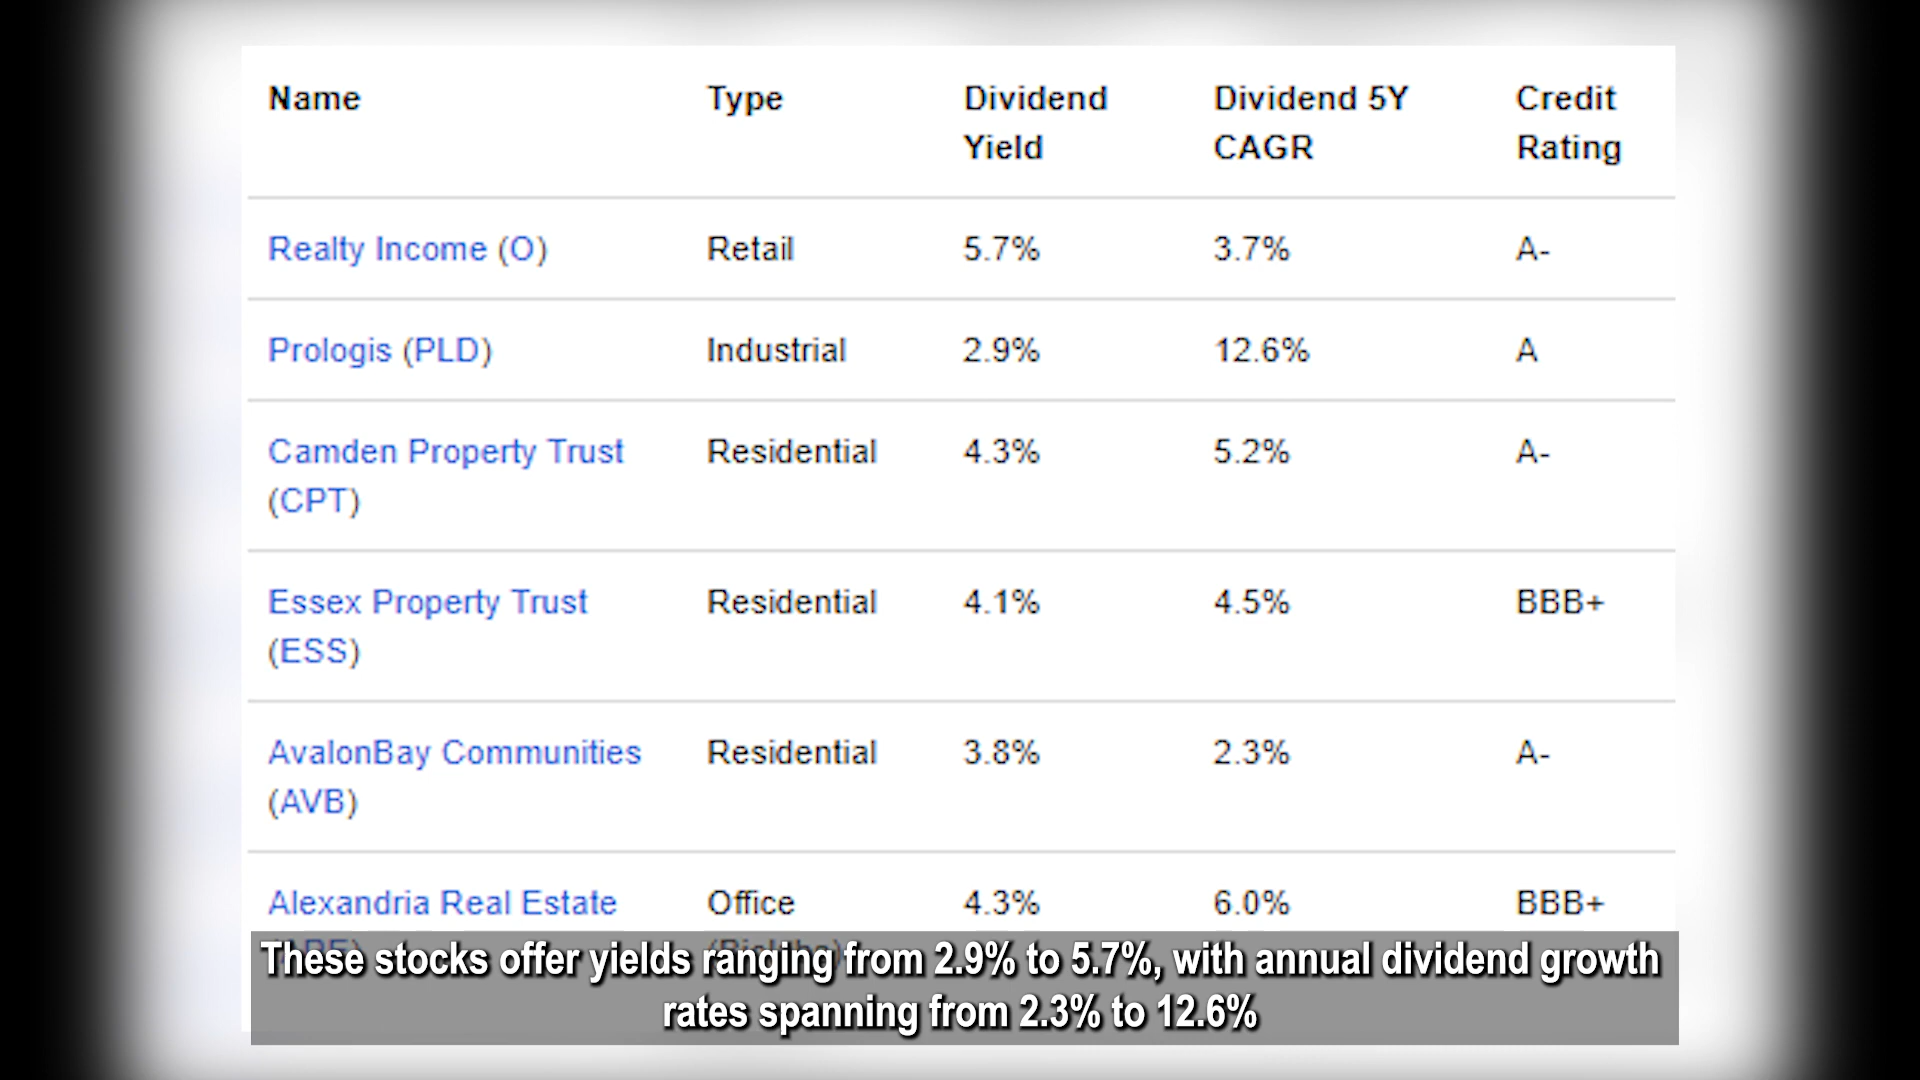 Name Type Dividend Yield Dividend 5Y CAGR Credit Rating
Realty Income (O) Retail 5.7% 3.7% A-
Prologis (PLD) Industrial 2.9% 12.6% A
Camden Property Trust (CPT) Residential 4.3% 5.2% A-
Essex Property Trust (ESS) Residential 4.1% 4.5% BBB+
AvalonBay Communities (AVB) Residential 3.8% 2.3% A-
Alexandria Real Estate Office 4.3% 6.0% BBB+
These stocks offer yields ranging from 2.9% to 5.7%, with annual dividend growth
rates spanning from 2.3% to 12.6%